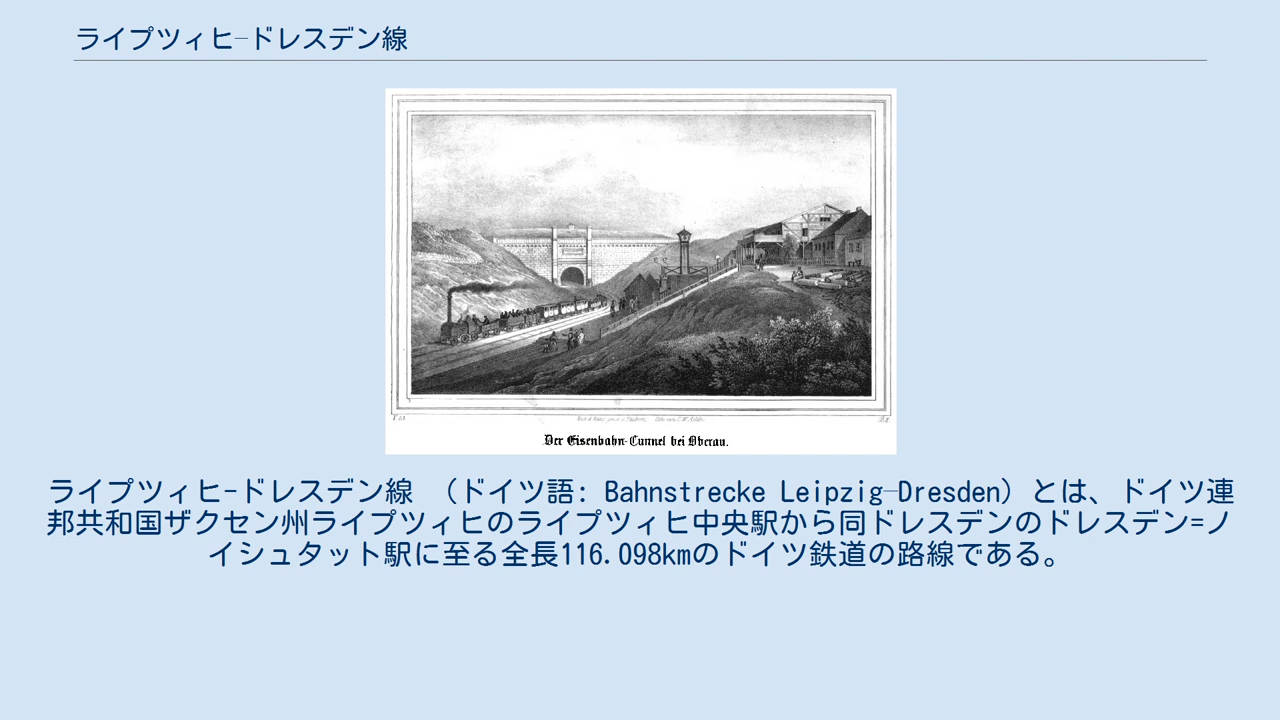 ライプツィヒ–ドレスデン線
Der Eisenbahn-Tunnel bei Oberau.
ライプツィヒ-ドレスデン線 （ドイツ語: Bahnstrecke Leipzig–Dresden）とは、ドイツ連
邦共和国ザクセン州ライプツィヒのライプツィヒ中央駅から同ドレスデンのドレスデン=ノ
イシュタット駅に至る全長116.098kmのドイツ鉄道の路線である。